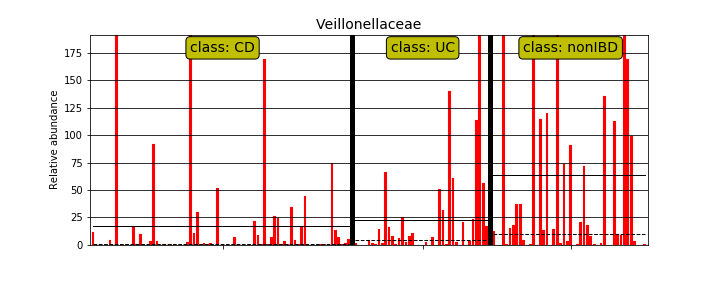 Veillonellaceae
class: CD
class: UC
class: nonIBD
Relative abundance
175
150
125
100
75
50
25
0